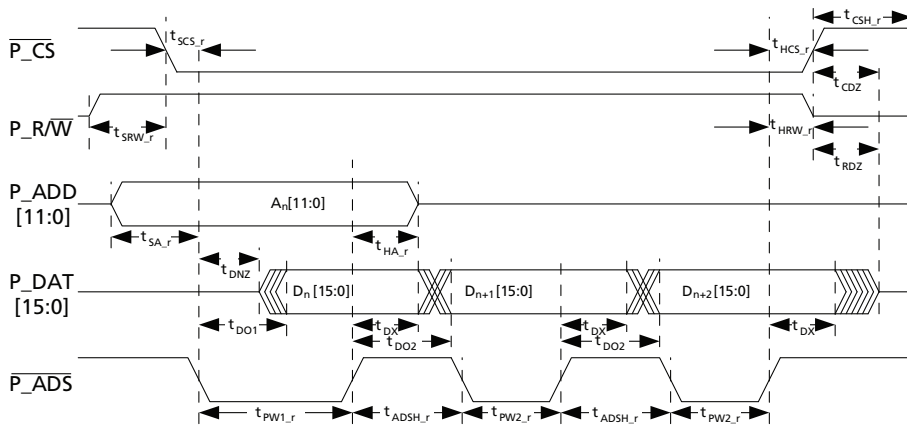 t_CSH_r
P_CS
t_SCS_r
t_HCS_r
t_CDZ
P_R/W
t_SRW_r
t_HRW_r
t_RDZ
P_ADD
[11:0]
A_n[11:0]
t_SA_r
t_HA_r
t_DNZ
P_DAT
[15:0]
D_n [15:0]
D_n+1 [15:0]
D_n+2 [15:0]
t_DO1
t_DX
t_DX
t_DX
t_DO2
t_DO2
P_ADS
t_PW1_r
t_ADSH_r
t_PW2_r
t_ADSH_r
t_PW2_r